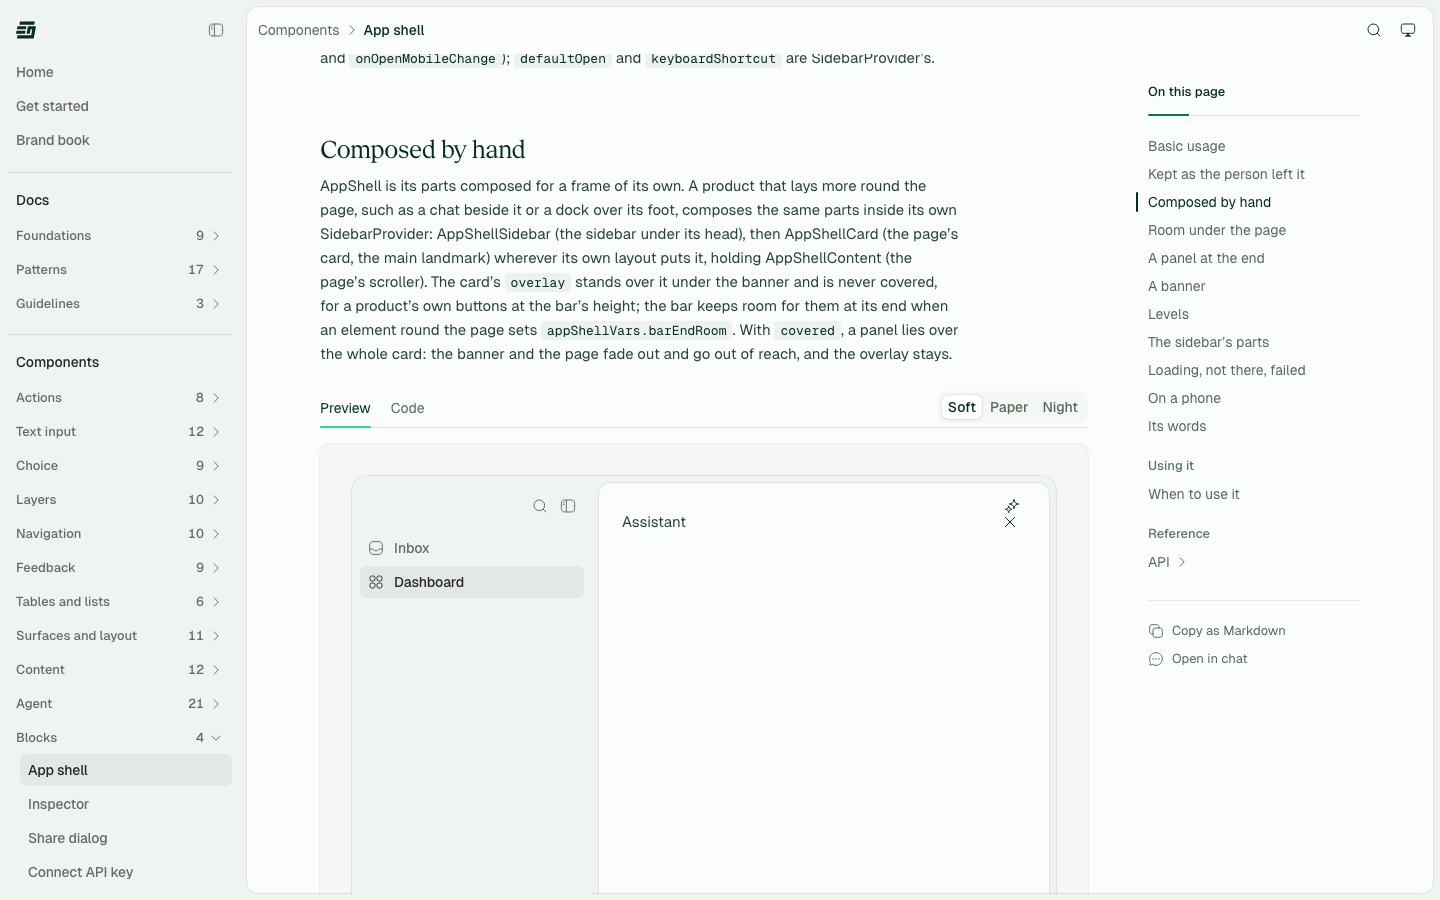 Components
App shell
Home
Get started
Brand book
Docs
Foundations 9
Patterns 17
Guidelines 3
Components
Actions 8
Text input 12
Choice 9
Layers 10
Navigation 10
Feedback 9
Tables and lists 6
Surfaces and layout 11
Content 12
Agent 21
Blocks 4
App shell
Inspector
Share dialog
Connect API key
and onOpenMobileChange); defaultOpen and keyboardShortcut are SidebarProvider’s.
Composed by hand
AppShell is its parts composed for a frame of its own. A product that lays more round the
page, such as a chat beside it or a dock over its foot, composes the same parts inside its own
SidebarProvider: AppShellSidebar (the sidebar under its head), then AppShellCard (the page’s
card, the main landmark) wherever its own layout puts it, holding AppShellContent (the
page’s scroller). The card’s overlay stands over it under the banner and is never covered,
for a product’s own buttons at the bar’s height; the bar keeps room for them at its end when
an element round the page sets appShellVars.barEndRoom. With covered, a panel lies over
the whole card: the banner and the page fade out and go out of reach, and the overlay stays.
Preview Code
Soft Paper Night
Inbox
Dashboard
Assistant
On this page
Basic usage
Kept as the person left it
Composed by hand
Room under the page
A panel at the end
A banner
Levels
The sidebar’s parts
Loading, not there, failed
On a phone
Its words
Using it
When to use it
Reference
API
Copy as Markdown
Open in chat